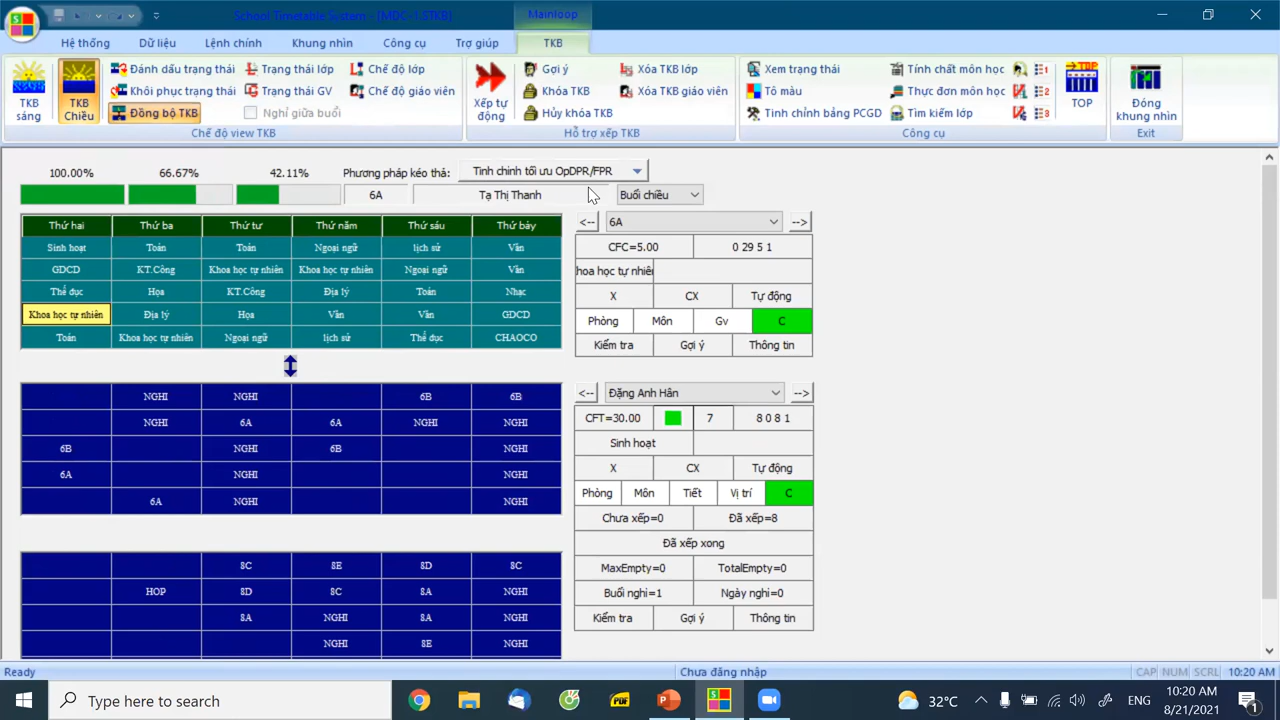 School Timetable System - [MDC-1.STKB]
Mainloop
Hệ thống Dữ liệu Lệnh chính Khung nhìn Công cụ Trợ giúp TKB
TKB sáng
TKB Chiều
Đánh dấu trạng thái Trạng thái lớp Chế độ lớp
Khôi phục trạng thái Trạng thái GV Chế độ giáo viên
Đồng bộ TKB Nghỉ giữa buổi
Chế độ view TKB
Xếp tự động
Gợi ý Xóa TKB lớp
Khóa TKB Xóa TKB giáo viên
Hủy khóa TKB
Hỗ trợ xếp TKB
Xem trạng thái Tính chất môn học 1
Tô màu Thực đơn môn học 2
Tinh chỉnh bảng PCGD Tìm kiếm lớp 3
Công cụ
TOP
TOP
Đóng khung nhìn
Exit
100.00% 66.67% 42.11% Phương pháp kéo thả: Tinh chỉnh tối ưu OpDPR/FPR
6A Tạ Thị Thanh Buổi chiều
Thứ hai Thứ ba Thứ tư Thứ năm Thứ sáu Thứ bảy
Sinh hoạt Toán Toán Ngoại ngữ lịch sử Văn
GDCD KT.Công Khoa học tự nhiên Khoa học tự nhiên Ngoại ngữ Văn
Thể dục Họa KT.Công Địa lý Toán Nhạc
Khoa học tự nhiên Địa lý Họa Văn Văn GDCD
Toán Khoa học tự nhiên Ngoại ngữ lịch sử Thể dục CHAOCO
<-- 6A -->
CFC=5.00 0 29 5 1
hoa học tự nhiên
X CX Tự động
Phòng Môn Gv C
Kiểm tra Gợi ý Thông tin
NGHI NGHI 6B 6B
NGHI 6A 6A NGHI NGHI
6B NGHI 6B NGHI
6A NGHI NGHI
6A NGHI NGHI
<-- Đặng Anh Hân -->
CFT=30.00 7 8 0 8 1
Sinh hoạt
X CX Tự động
Phòng Môn Tiết Vị trí C
Chưa xếp=0 Đã xếp=8
Đã xếp xong
MaxEmpty=0 TotalEmpty=0
Buổi nghỉ=1 Ngày nghỉ=0
Kiểm tra Gợi ý Thông tin
8C 8E 8D 8C
HOP 8D 8C 8A NGHI
8A NGHI 8A NGHI
NGHI 8E NGHI
Ready Chưa đăng nhập CAP NUM SCRL 10:20 AM
Type here to search
PDF
32°C ENG
10:20 AM
8/21/2021
1